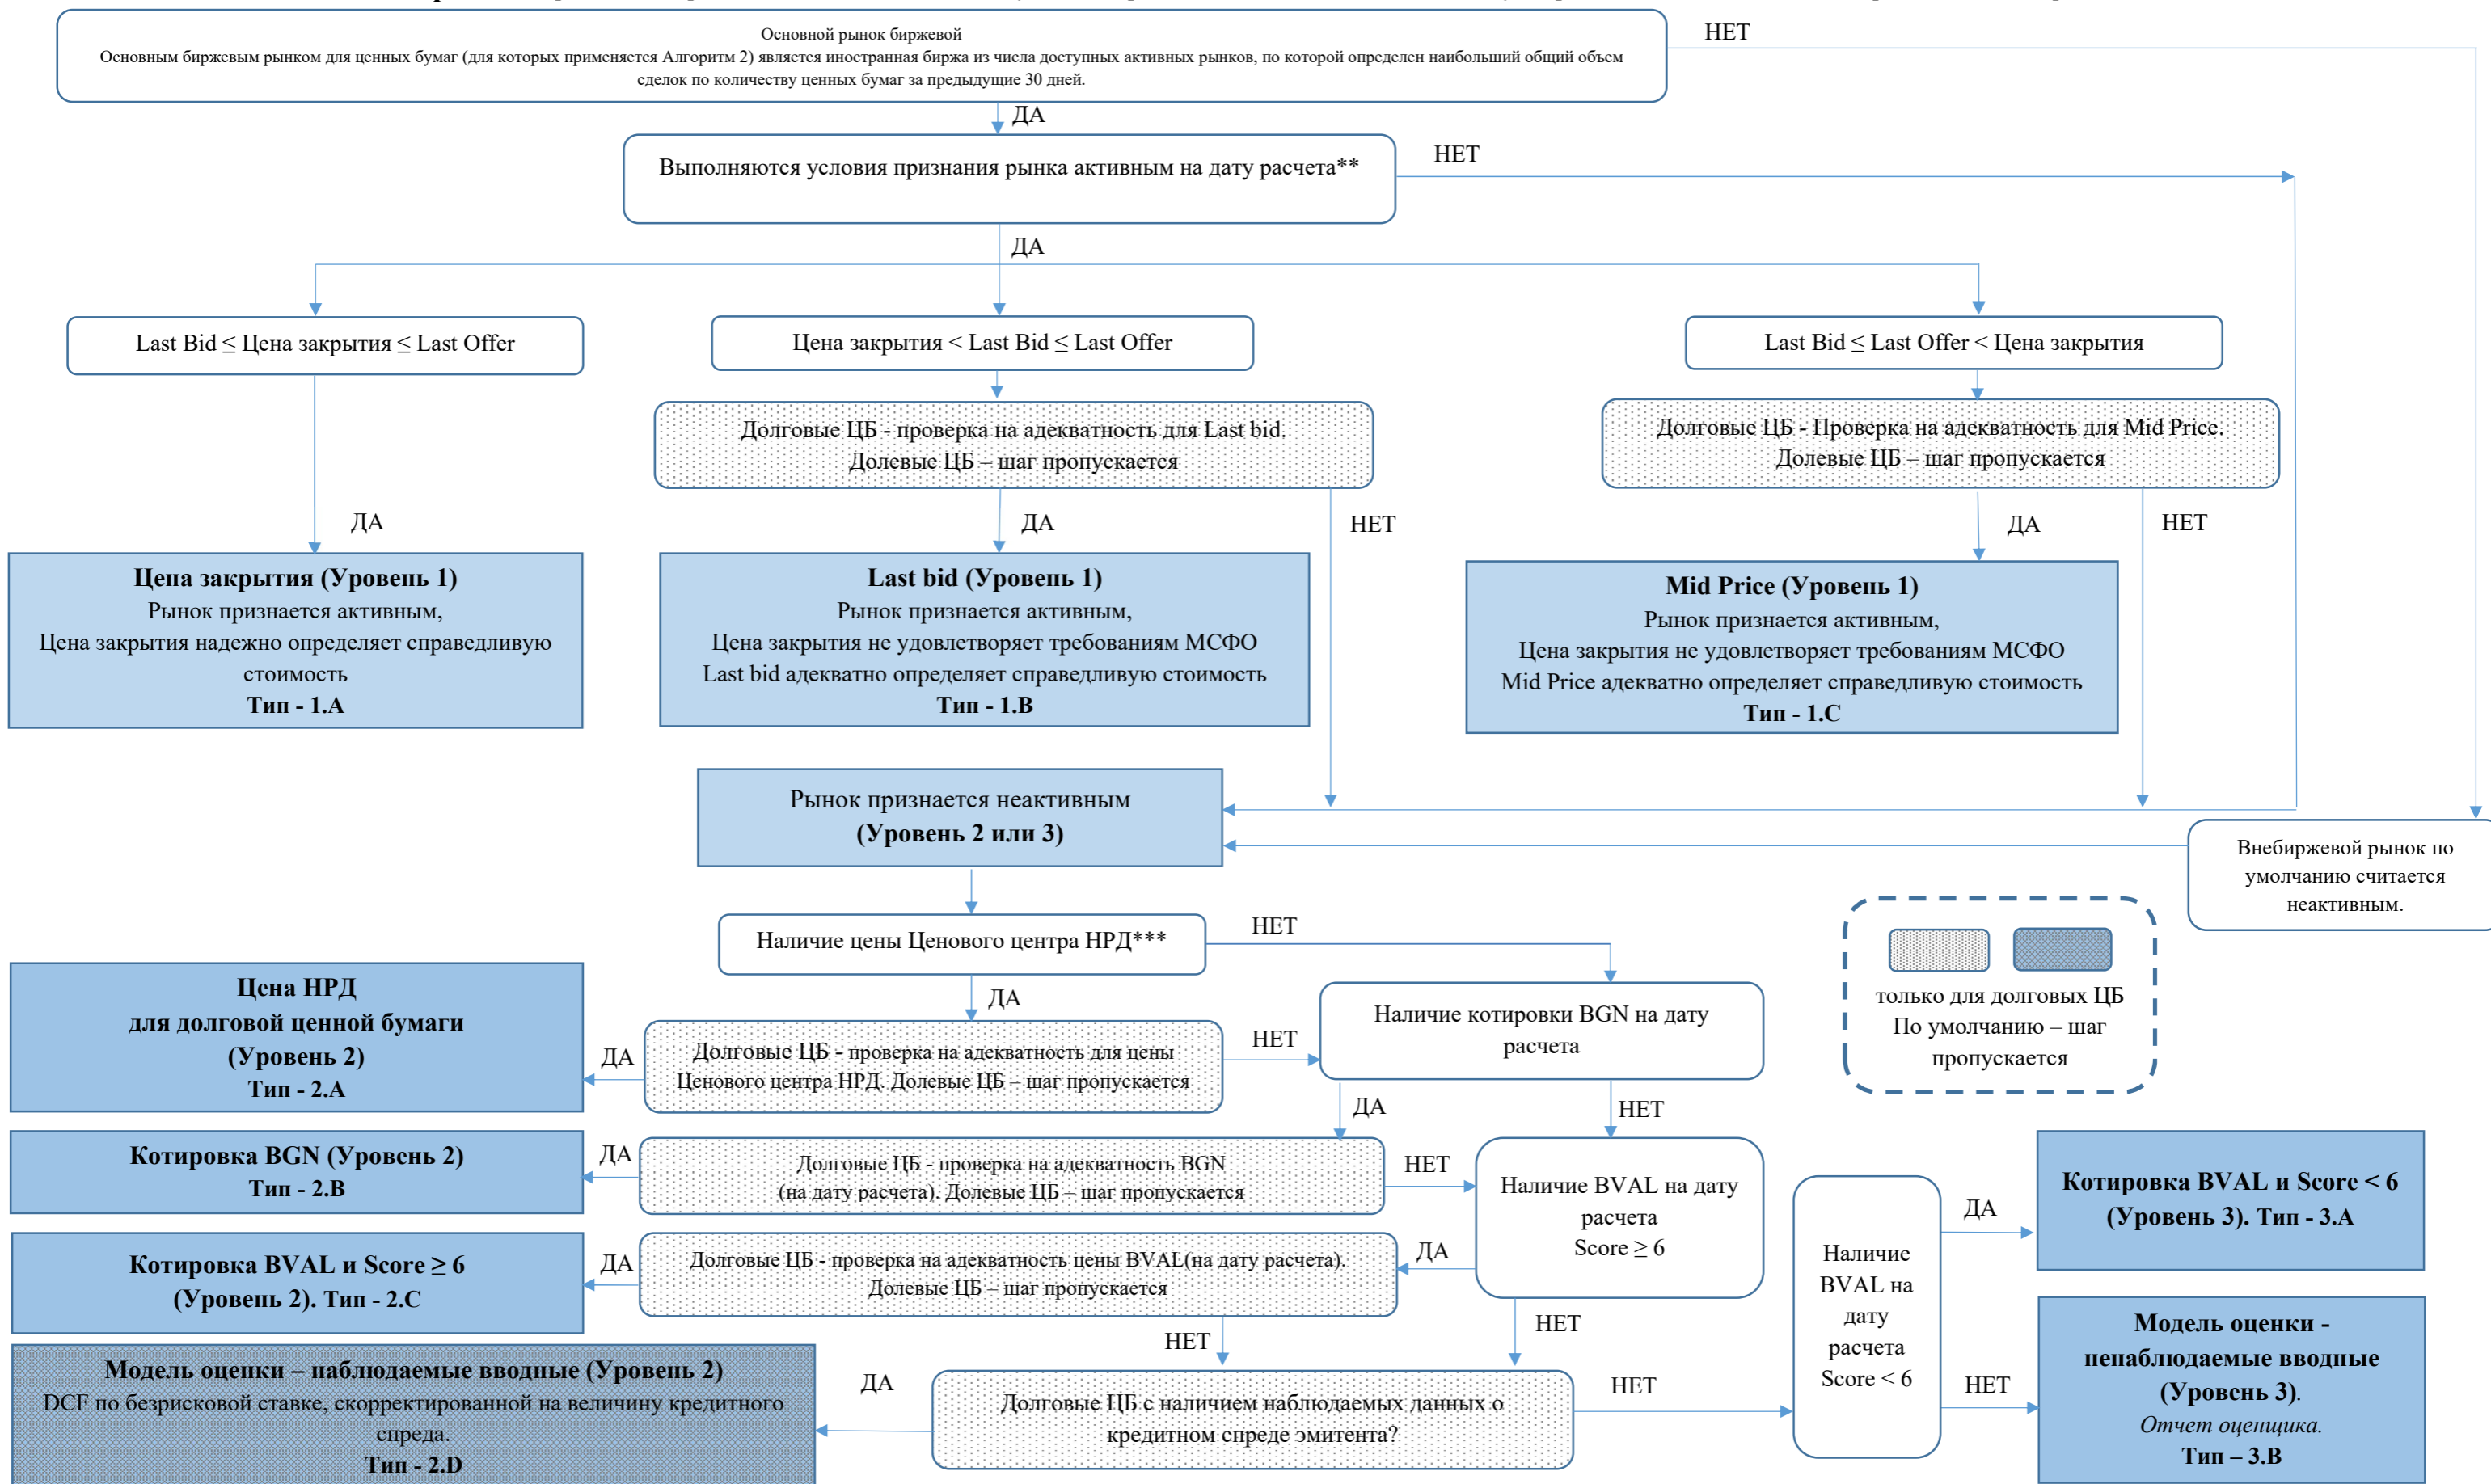 Основной рынок биржевой
Основным биржевым рынком для ценных бумаг (для которых применяется Алгоритм 2) является иностранная биржа из числа доступных активных рынков, по которой определен наибольший общий объем
сделок по количеству ценных бумаг за предыдущие 30 дней.
НЕТ
ДА
Выполняются условия признания рынка активным на дату расчета**
НЕТ
ДА
Last Bid ≤ Цена закрытия ≤ Last Offer
Цена закрытия < Last Bid ≤ Last Offer
Last Bid ≤ Last Offer < Цена закрытия
Долговые ЦБ - проверка на адекватность для Last bid.
Долевые ЦБ – шаг пропускается
Долговые ЦБ - Проверка на адекватность для Mid Price.
Долевые ЦБ – шаг пропускается
ДА
ДА
НЕТ
ДА
НЕТ
Цена закрытия (Уровень 1)
Рынок признается активным,
Цена закрытия надежно определяет справедливую
стоимость
Тип - 1.A
Last bid (Уровень 1)
Рынок признается активным,
Цена закрытия не удовлетворяет требованиям МСФО
Last bid адекватно определяет справедливую стоимость
Тип - 1.B
Mid Price (Уровень 1)
Рынок признается активным,
Цена закрытия не удовлетворяет требованиям МСФО
Mid Price адекватно определяет справедливую стоимость
Тип - 1.C
Рынок признается неактивным
(Уровень 2 или 3)
Внебиржевой рынок по
умолчанию считается
неактивным.
Наличие цены Ценового центра НРД***
НЕТ
ДА
только для долговых ЦБ
По умолчанию – шаг
пропускается
Цена НРД
для долговой ценной бумаги
(Уровень 2)
Тип - 2.A
ДА
Долговые ЦБ - проверка на адекватность для цены
Ценового центра НРД. Долевые ЦБ – шаг пропускается
НЕТ
Наличие котировки BGN на дату
расчета
ДА
НЕТ
Котировка BGN (Уровень 2)
Тип - 2.B
ДА
Долговые ЦБ - проверка на адекватность BGN
(на дату расчета). Долевые ЦБ – шаг пропускается
НЕТ
Наличие BVAL на дату
расчета
Score ≥ 6
Котировка BVAL и Score ≥ 6
(Уровень 2). Тип - 2.C
ДА
Долговые ЦБ - проверка на адекватность цены BVAL(на дату расчета).
Долевые ЦБ – шаг пропускается
ДА
НЕТ
НЕТ
Наличие
BVAL на
дату
расчета
Score < 6
ДА
Котировка BVAL и Score < 6
(Уровень 3). Тип - 3.A
НЕТ
Модель оценки -
ненаблюдаемые вводные
(Уровень 3).
Отчет оценщика.
Тип – 3.B
Модель оценки – наблюдаемые вводные (Уровень 2)
DCF по безрисковой ставке, скорректированной на величину кредитного
спреда.
Тип - 2.D
ДА
Долговые ЦБ с наличием наблюдаемых данных о
кредитном спреде эмитента?
НЕТ